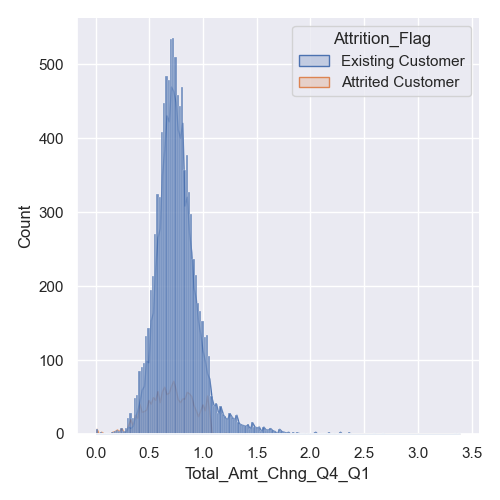 Attrition_Flag
Existing Customer
Attrited Customer
500
400
300
200
100
0
Count
0.0 0.5 1.0 1.5 2.0 2.5 3.0 3.5
Total_Amt_Chng_Q4_Q1